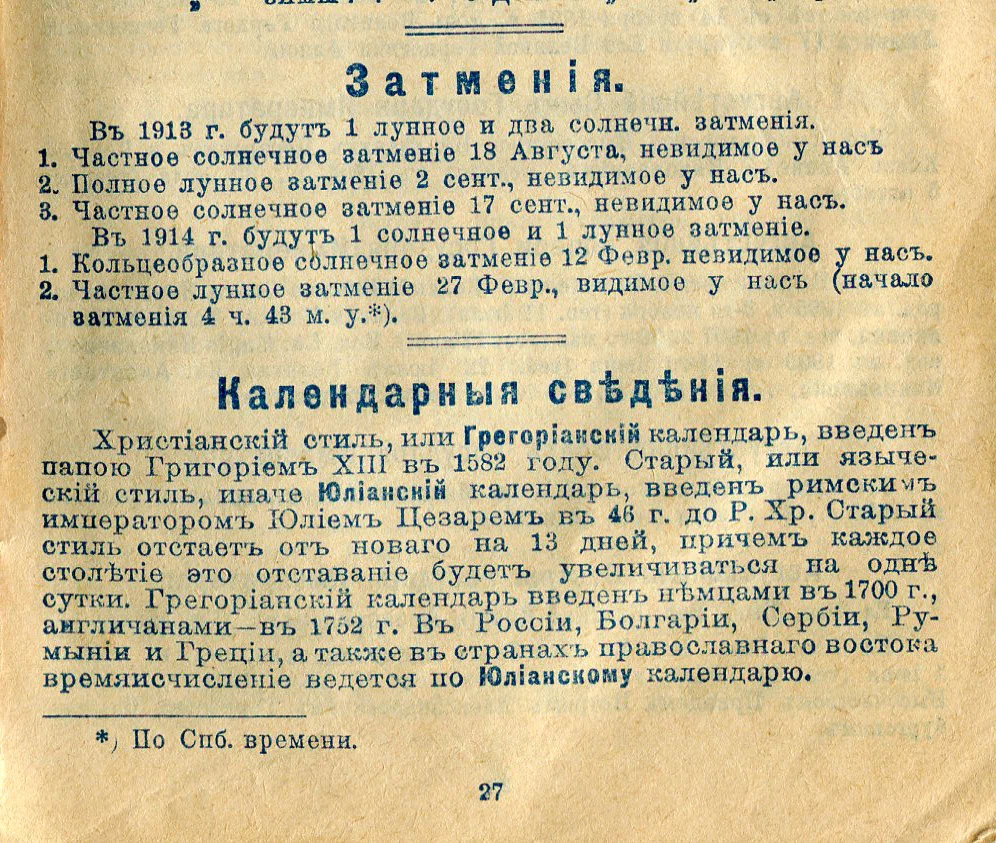 Затменія.
Въ 1913 г. будутъ 1 лунное и два солнечн. затменія.
1. Частное солнечное затменіе 18 Августа, невидимое у насъ
2. Полное лунное затменіе 2 сент., невидимое у насъ.
3. Частное солнечное затменіе 17 сент., невидимое у насъ.
Въ 1914 г. будутъ 1 солнечное и 1 лунное затменіе.
1. Кольцеобразное солнечное затменіе 12 Февр. невидимое у насъ.
2. Частное лунное затменіе 27 Февр., видимое у насъ (начало
затменія 4 ч. 43 м. у.*).
Календарныя свѣдѣнія.
Христіанскій стиль, или Грегоріанскій календарь, введенъ
папою Григоріемъ XIII въ 1582 году. Старый, или языче-
скій стиль, иначе Юліанскій календарь, введенъ римскимъ
императоромъ Юліемъ Цезаремъ въ 46 г. до Р. Хр. Старый
стиль отстаетъ отъ новаго на 13 дней, причемъ каждое
столѣтіе это отставаніе будетъ увеличиваться на однѣ
сутки. Грегоріанскій календарь введенъ нѣмцами въ 1700 г.,
англичанами—въ 1752 г. Въ Россіи, Болгаріи, Сербіи, Ру-
мыніи и Греціи, а также въ странахъ православнаго востока
времяисчисленіе ведется по Юліанскому календарю.
*) По Спб. времени.
27